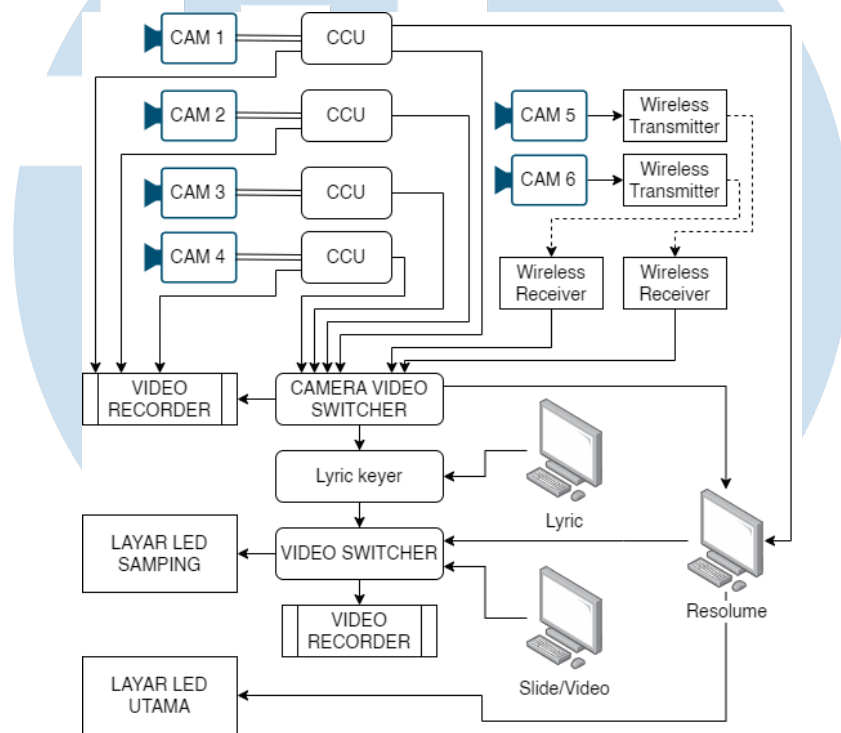 CAM 1
CCU
CAM 2
CCU
CAM 5
Wireless
Transmitter
CAM 3
CCU
CAM 6
Wireless
Transmitter
CAM 4
CCU
Wireless
Receiver
Wireless
Receiver
VIDEO
RECORDER
CAMERA VIDEO
SWITCHER
Lyric keyer
Lyric
LAYAR LED
SAMPING
VIDEO SWITCHER
Resolume
VIDEO
RECORDER
Slide/Video
LAYAR LED
UTAMA